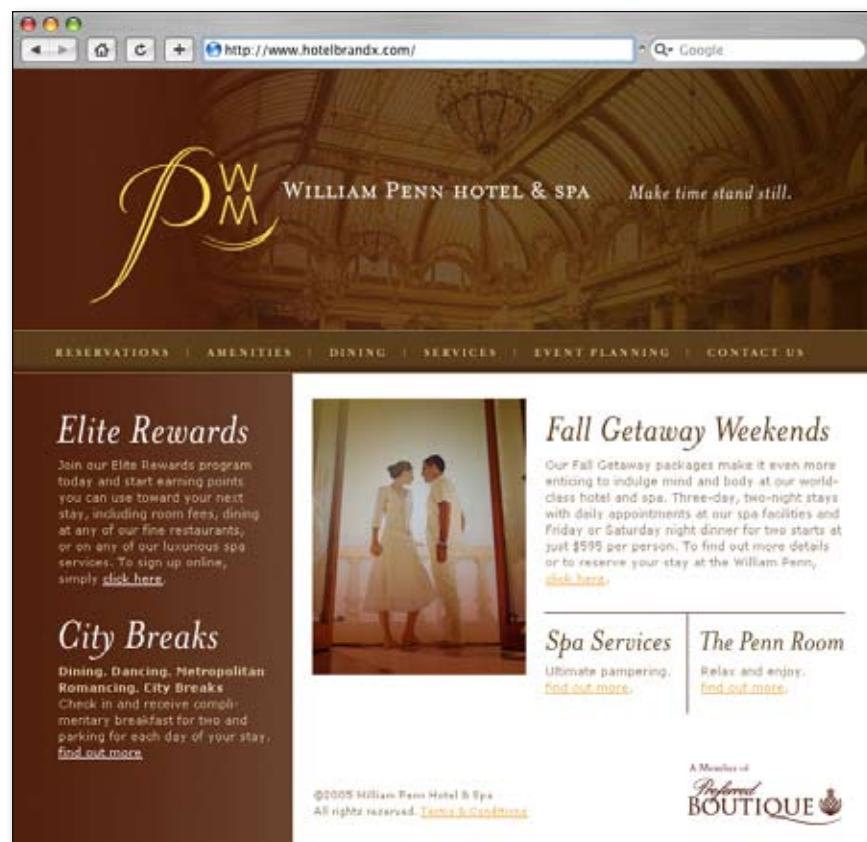 http://www.hotelbrandx.com/
Google
P W M
WILLIAM PENN HOTEL & SPA
Make time stand still.
RESERVATIONS | AMENITIES | DINING | SERVICES | EVENT PLANNING | CONTACT US
Elite Rewards
Join our Elite Rewards program
today and start earning points
you can use toward your next
stay, including room fees, dining
at any of our fine restaurants,
or on any of our luxurious spa
services. To sign up online,
simply click here.
City Breaks
Dining. Dancing. Metropolitan
Romancing. City Breaks
Check in and receive compli-
mentary breakfast for two and
parking for each day of your stay.
find out more
Fall Getaway Weekends
Our Fall Getaway packages make it even more
enticing to indulge mind and body at our world-
class hotel and spa. Three-day, two-night stays
with daily appointments at our spa facilities and
Friday or Saturday night dinner for two starts at
just $595 per person. To find out more details
or to reserve your stay at the William Penn,
click here.
Spa Services
Ultimate pampering.
find out more.
The Penn Room
Relax and enjoy.
find out more.
©2005 William Penn Hotel & Spa
All rights reserved. Terms & Conditions
A Member of
Preferred
BOUTIQUE